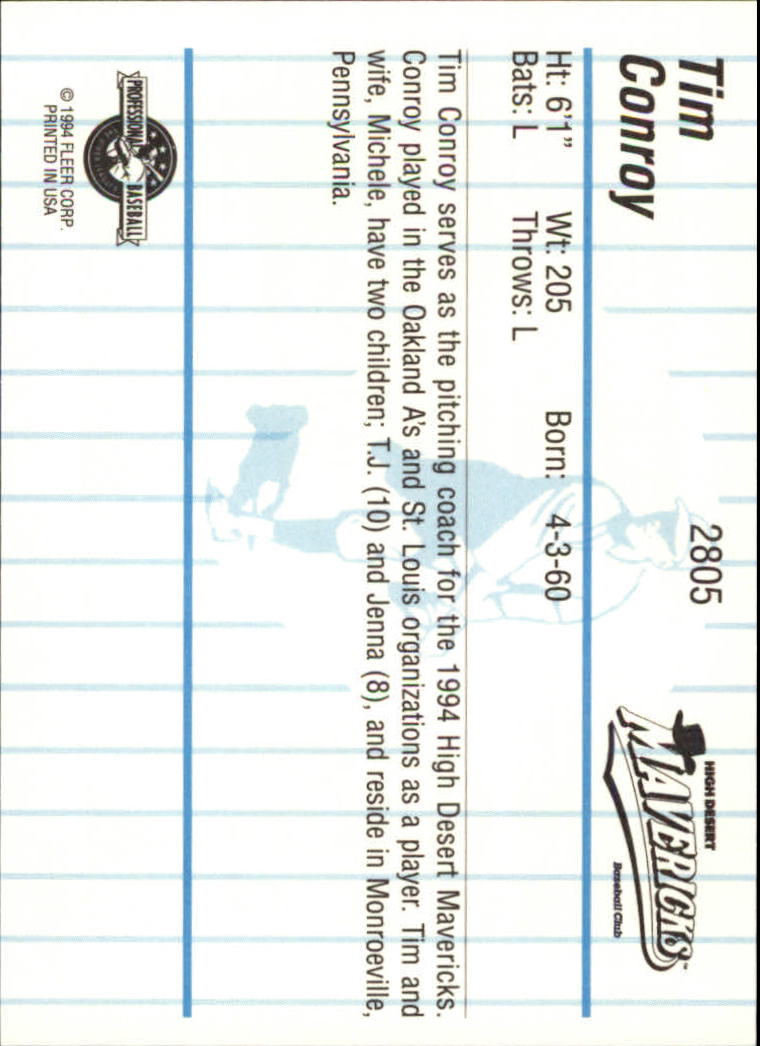 Tim
Conroy
2805
HIGH DESERT
MAVERICKS™
Baseball Club
Ht: 6'1" Wt: 205 Born: 4-3-60
Bats: L Throws: L
Tim Conroy serves as the pitching coach for the 1994 High Desert Mavericks.
Conroy played in the Oakland A's and St. Louis organizations as a player. Tim and
wife, Michele, have two children; T.J. (10) and Jenna (8), and reside in Monroeville,
Pennsylvania.
PROFESSIONAL BASEBALL
© 1994 FLEER CORP.
PRINTED IN USA